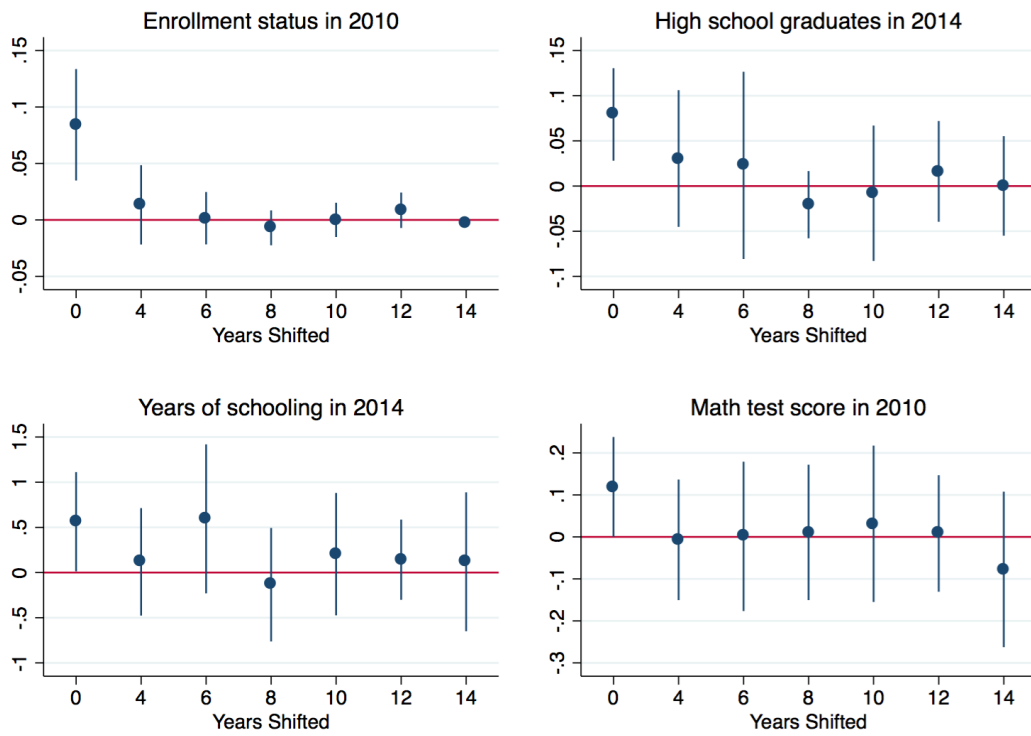 Enrollment status in 2010
.15
.1
.05
0
-.05
0 4 6 8 10 12 14
Years Shifted
High school graduates in 2014
.15
.1
.05
0
-.05
-.1
0 4 6 8 10 12 14
Years Shifted
Years of schooling in 2014
1.5
1
.5
0
-.5
-1
0 4 6 8 10 12 14
Years Shifted
Math test score in 2010
.2
.1
0
-.1
-.2
-.3
0 4 6 8 10 12 14
Years Shifted